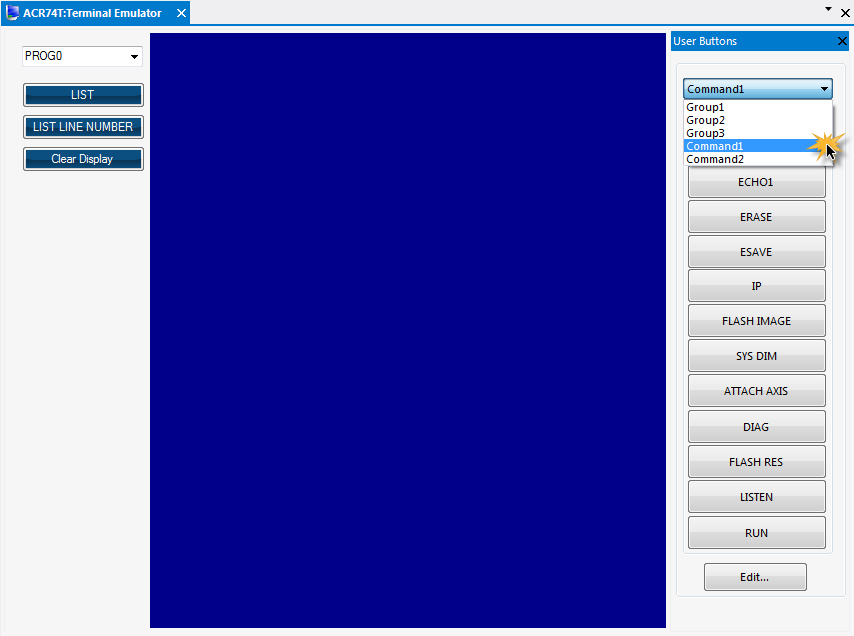 ACR74T:Terminal Emulator
PROG0
LIST
LIST LINE NUMBER
Clear Display
User Buttons
Command1
Group1
Group2
Group3
Command1
Command2
ECHO1
ERASE
ESAVE
IP
FLASH IMAGE
SYS DIM
ATTACH AXIS
DIAG
FLASH RES
LISTEN
RUN
Edit...